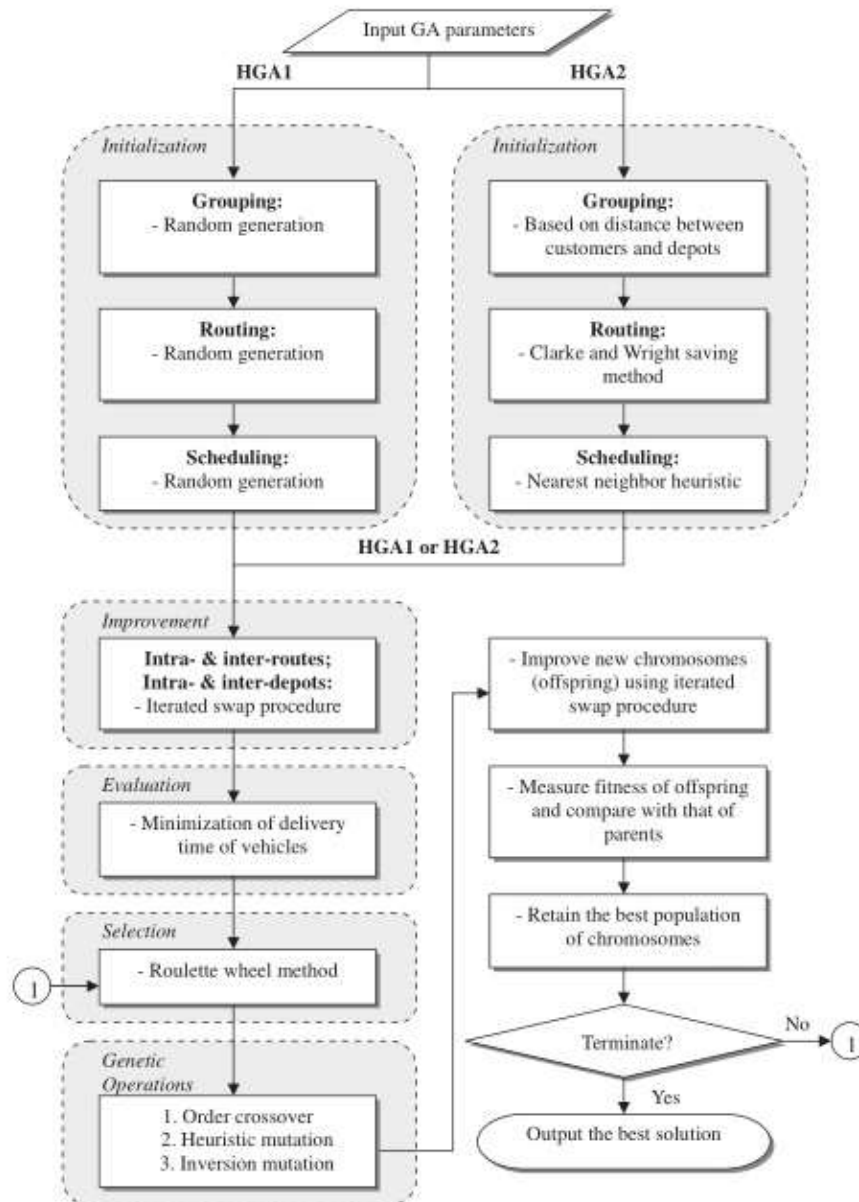 Input GA parameters
HGA1
HGA2
Initialization
Grouping:
- Random generation
Routing:
- Random generation
Scheduling:
- Random generation
Initialization
Grouping:
- Based on distance between
customers and depots
Routing:
- Clarke and Wright saving
method
Scheduling:
- Nearest neighbor heuristic
HGA1 or HGA2
Improvement
Intra- & inter-routes;
Intra- & inter-depots:
- Iterated swap procedure
Evaluation
- Minimization of delivery
time of vehicles
Selection
- Roulette wheel method
1
Genetic
Operations
1. Order crossover
2. Heuristic mutation
3. Inversion mutation
- Improve new chromosomes
(offspring) using iterated
swap procedure
- Measure fitness of offspring
and compare with that of
parents
- Retain the best population
of chromosomes
Terminate?
No
1
Yes
Output the best solution